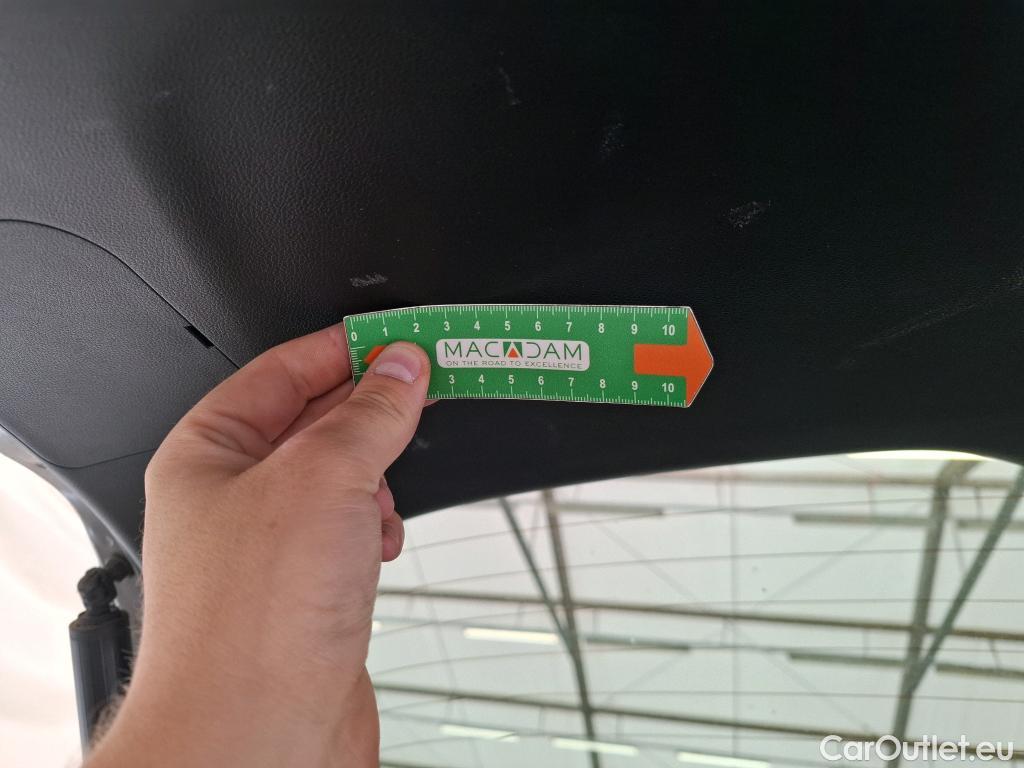 0 1 2 3 4 5 6 7 8 9 10
MACADAM
ON THE ROAD TO EXCELLENCE
3 4 5 6 7 8 9 10
CarOutlet.eu